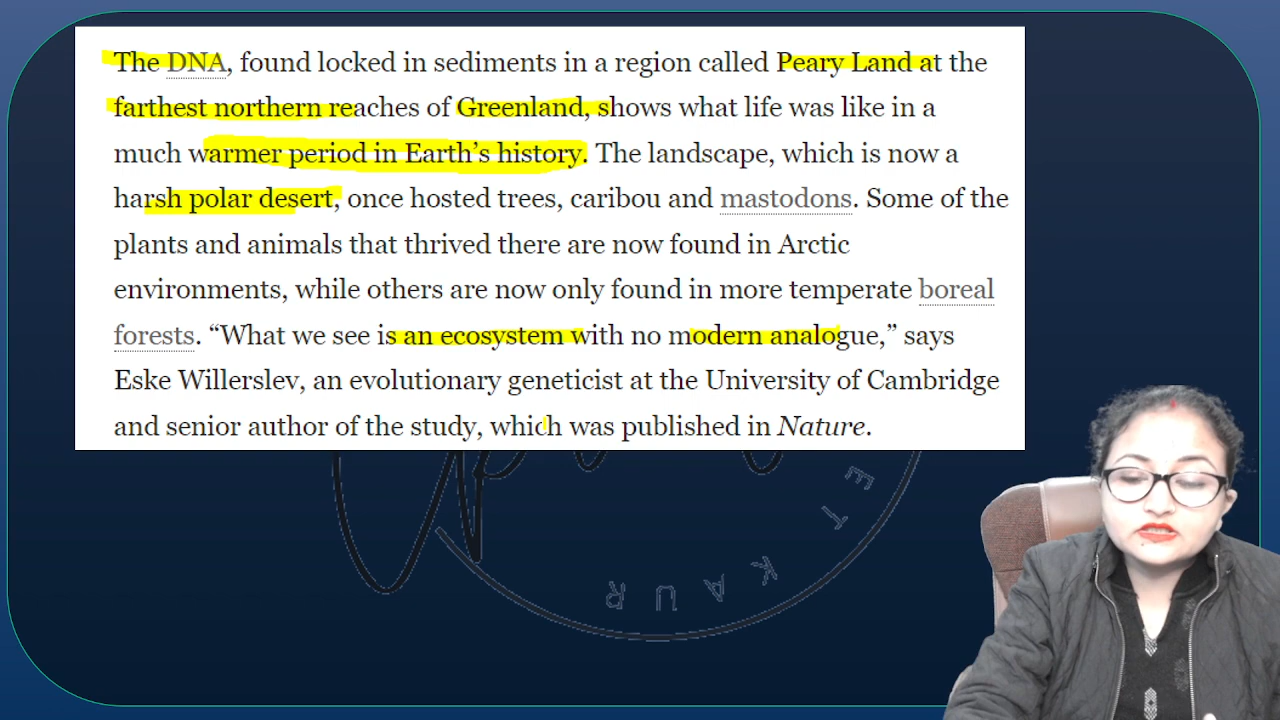 The DNA, found locked in sediments in a region called Peary Land at the
farthest northern reaches of Greenland, shows what life was like in a
much warmer period in Earth’s history. The landscape, which is now a
harsh polar desert, once hosted trees, caribou and mastodons. Some of the
plants and animals that thrived there are now found in Arctic
environments, while others are now only found in more temperate boreal
forests. “What we see is an ecosystem with no modern analogue,” says
Eske Willerslev, an evolutionary geneticist at the University of Cambridge
and senior author of the study, which was published in Nature.
E T K A U R